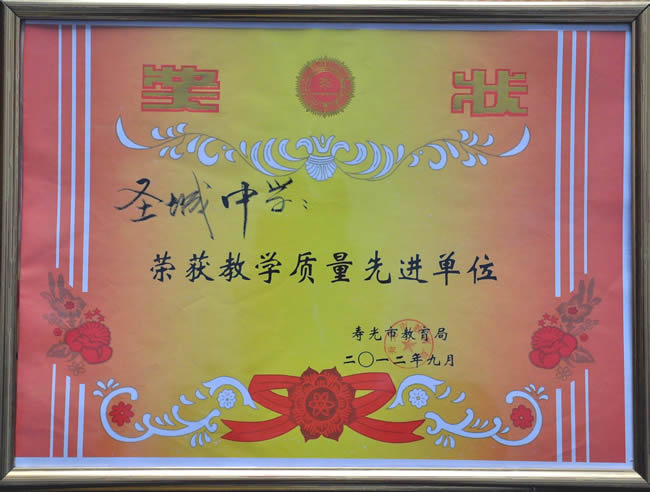 奖状
圣城中学：
荣获教学质量先进单位
寿光市教育局
二〇一二年九月